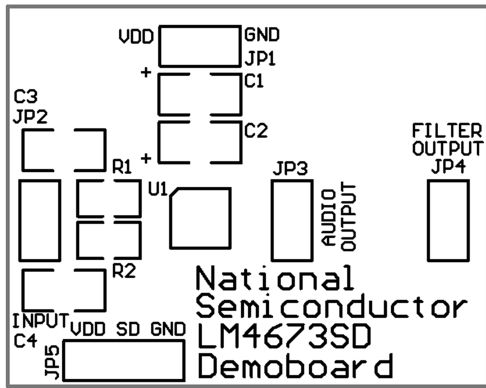 VDD
GND
JP1
+
C1
C2
+
C3
JP2
R1
U1
JP3
AUDIO
OUTPUT
FILTER
OUTPUT
JP4
R2
INPUT
C4
VDD SD GND
JP5
National
Semiconductor
LM4673SD
Demoboard